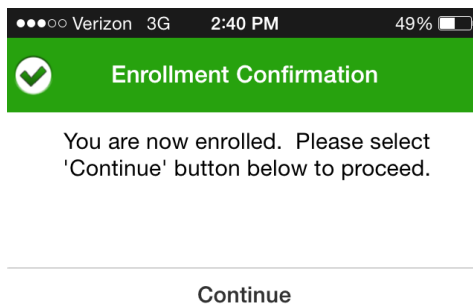 Verizon 3G 2:40 PM 49%
Enrollment Confirmation
You are now enrolled.  Please select
'Continue' button below to proceed.
Continue